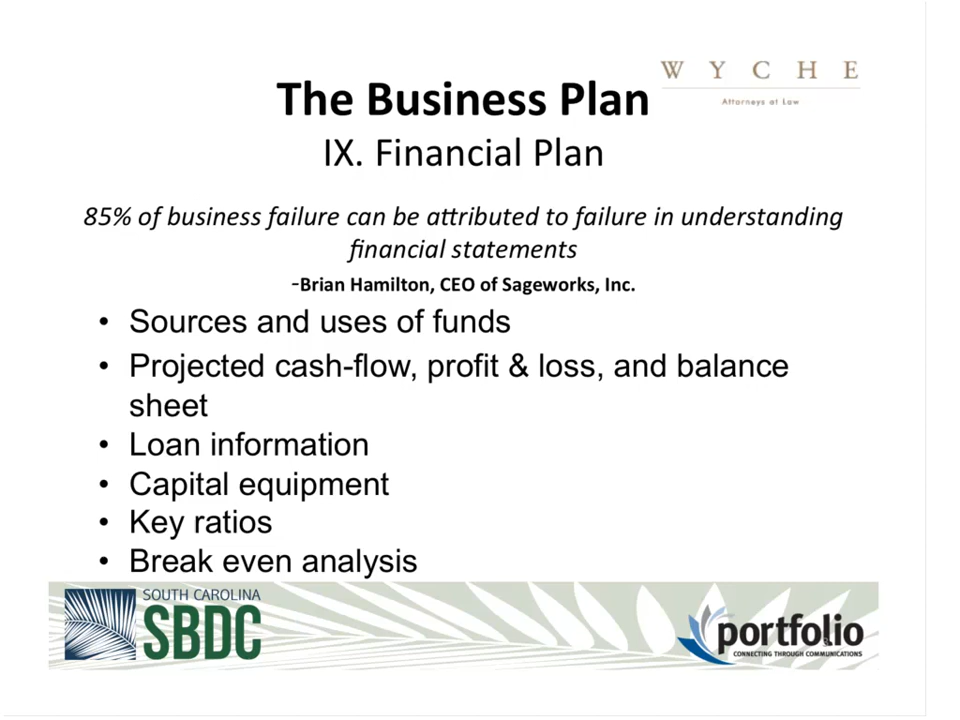 W Y C H E
Attorneys at Law
The Business Plan
IX. Financial Plan
85% of business failure can be attributed to failure in understanding
financial statements
-Brian Hamilton, CEO of Sageworks, Inc.
• Sources and uses of funds
• Projected cash-flow, profit & loss, and balance
sheet
• Loan information
• Capital equipment
• Key ratios
• Break even analysis
SOUTH CAROLINA
SBDC
portfolio
CONNECTING THROUGH COMMUNICATIONS